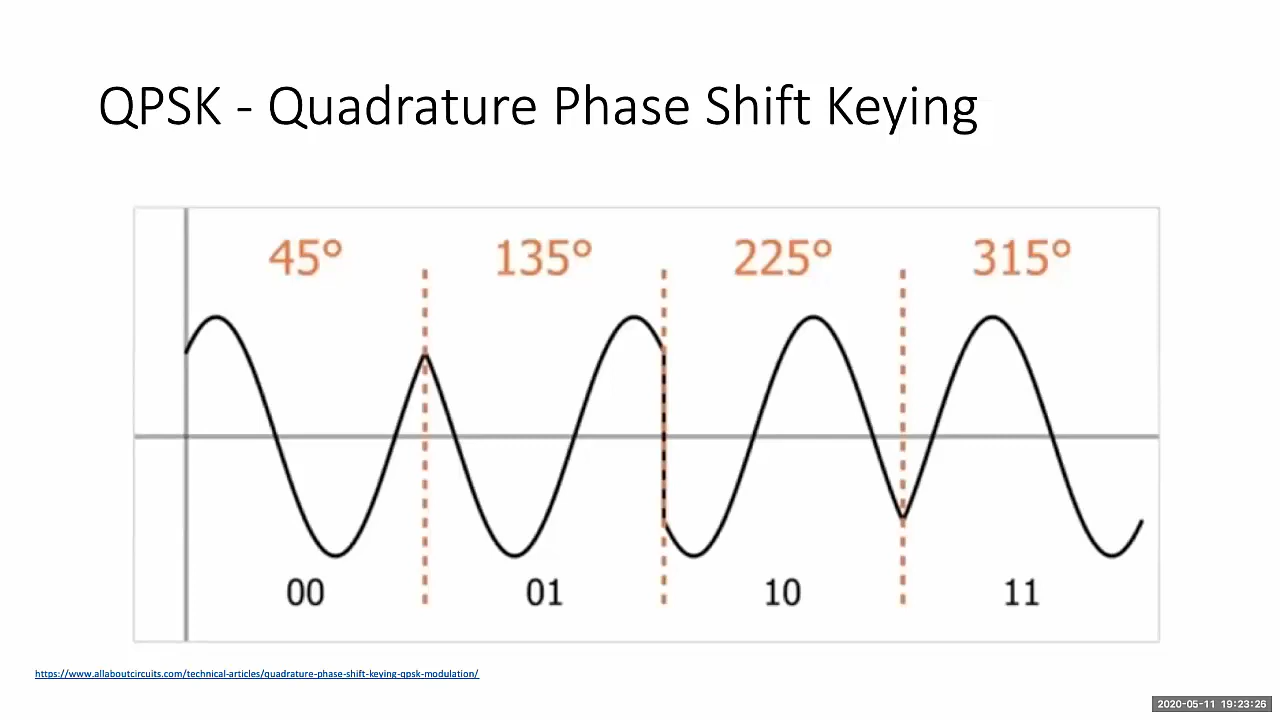 QPSK - Quadrature Phase Shift Keying
45° 135° 225° 315°
00 01 10 11
https://www.allaboutcircuits.com/technical-articles/quadrature-phase-shift-keying-qpsk-modulation/
2020-05-11 19:23:26